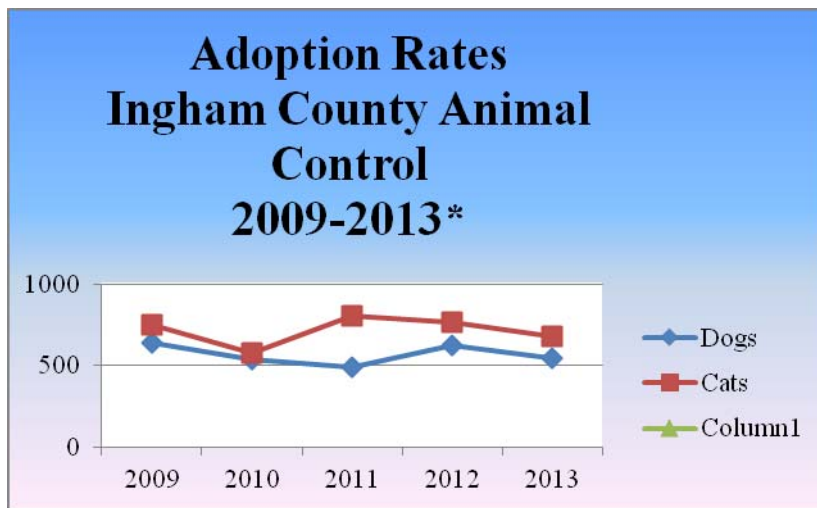 Adoption Rates
Ingham County Animal
Control
2009-2013*
1000
500
0
2009 2010 2011 2012 2013
Dogs
Cats
Column1